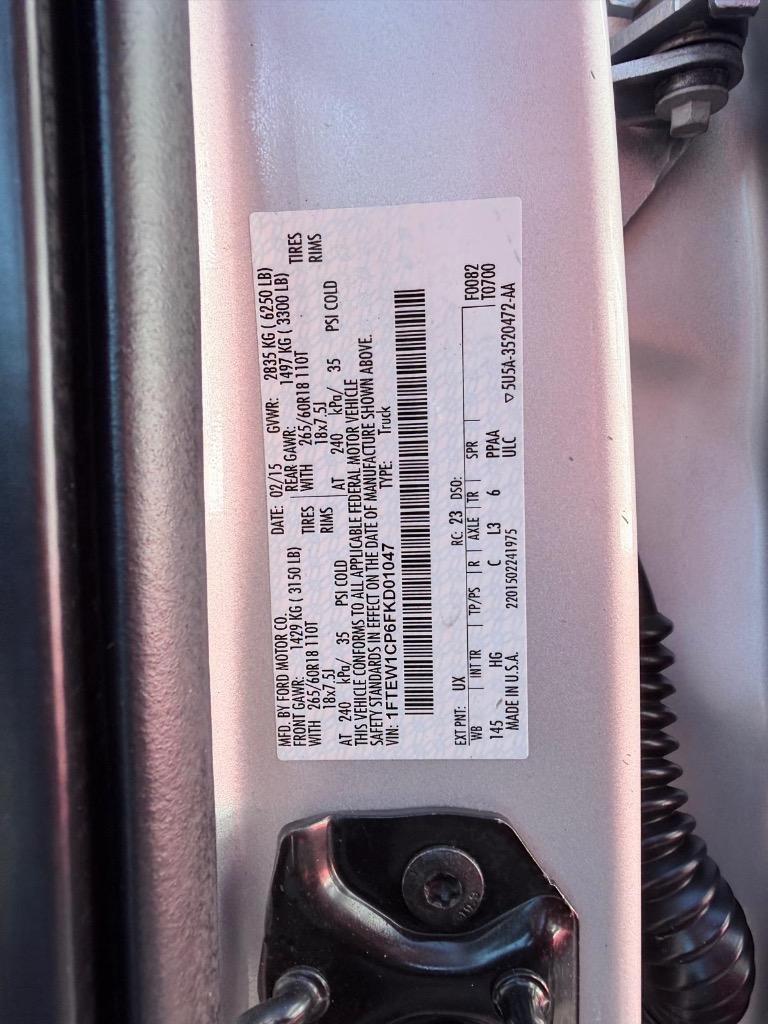 MFD. BY FORD MOTOR CO. DATE: 02/15 GVWR: 2835 KG ( 6250 LB)
FRONT GAWR: 1429 KG ( 3150 LB) REAR GAWR: 1497 KG ( 3300 LB)
WITH 265/60R18 110T TIRES WITH 265/60R18 110T TIRES
18x7.5J RIMS 18x7.5J RIMS
AT 240 kPa/ 35 PSI COLD AT 240 kPa/ 35 PSI COLD
THIS VEHICLE CONFORMS TO ALL APPLICABLE FEDERAL MOTOR VEHICLE
SAFETY STANDARDS IN EFFECT ON THE DATE OF MANUFACTURE SHOWN ABOVE.
VIN: 1FTEW1CP6FKD01047 TYPE: Truck
EXT PNT: UX RC: 23 DSO: F0082
WB INT TR TP/PS R AXLE TR SPR T0700
145 HG C L3 6 PPAA
MADE IN U.S.A. 2201502241975 ULC ▽5U5A-3520472-AA